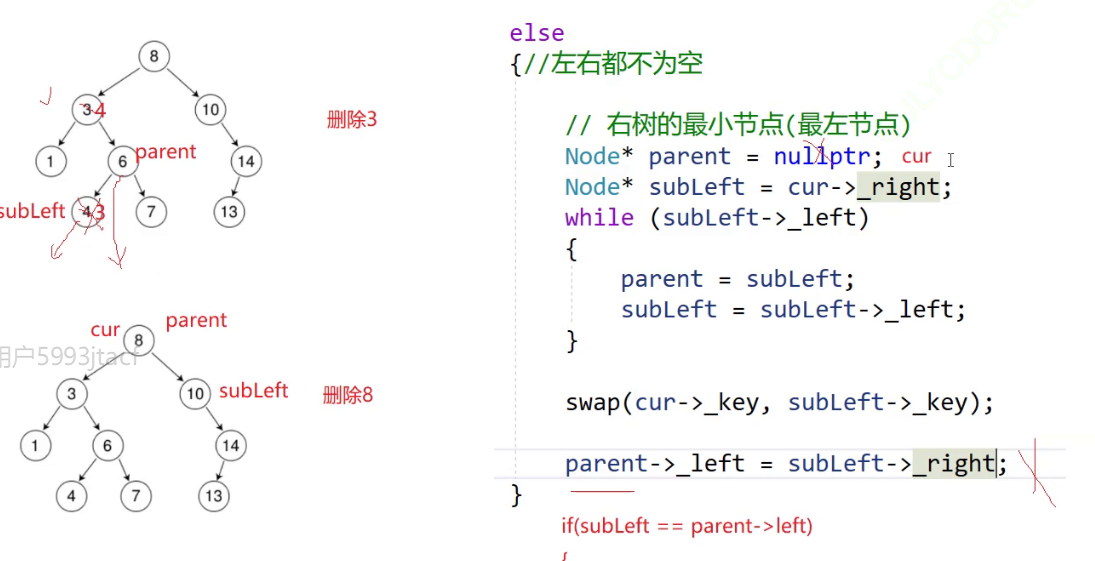 8
34
10
删除3
1
6
parent
14
subLeft
43
7
13
cur
parent
8
用户5993jtacf
3
10
subLeft
删除8
1
6
14
4
7
13
else
{//左右都不为空
// 右树的最小节点(最左节点)
Node* parent = nullptr; cur
Node* subLeft = cur->_right;
while (subLeft->_left)
{
parent = subLeft;
subLeft = subLeft->_left;
}
swap(cur->_key, subLeft->_key);
parent->_left = subLeft->_right;
}
if(subLeft == parent->left)
{